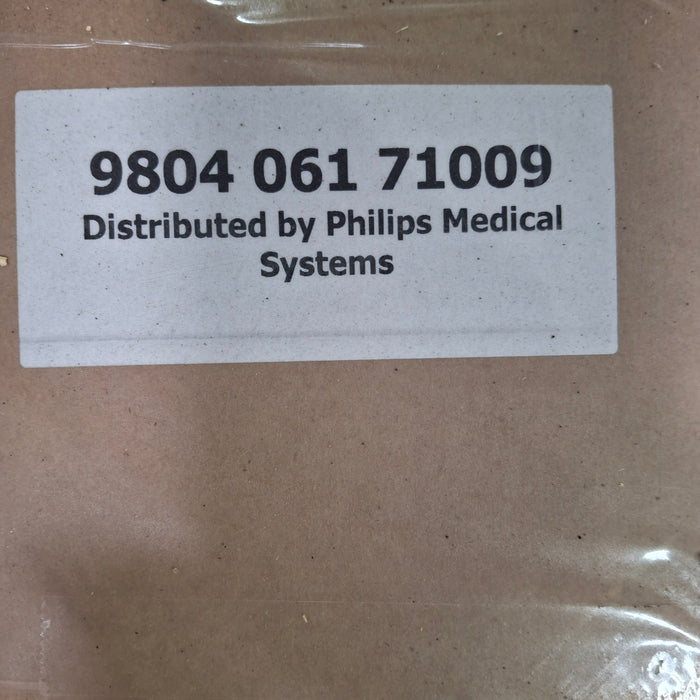 9804 061 71009
Distributed by Philips Medical
Systems